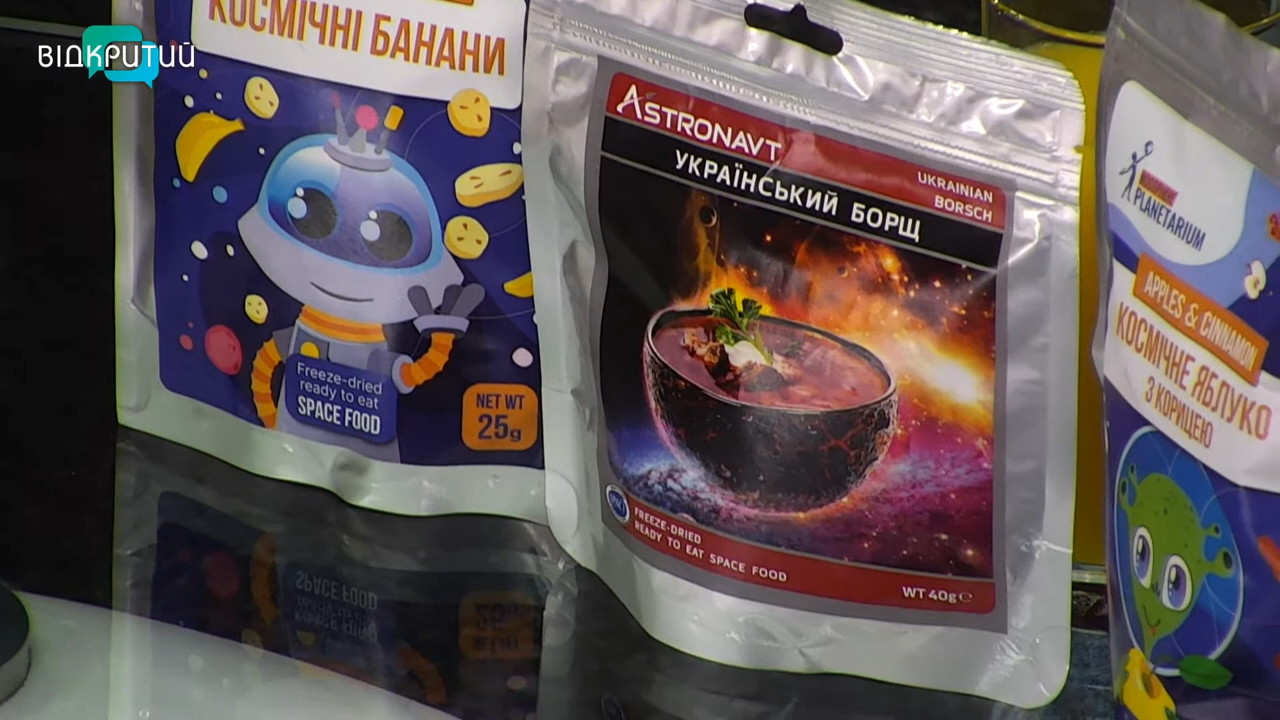 ВІДКРИТИЙ
КОСМІЧНІ БАНАНИ
Freeze-dried
ready to eat
SPACE FOOD
NET WT
25g
ASTRONAVT
УКРАЇНСЬКИЙ БОРЩ
UKRAINIAN
BORSCH
FREEZE-DRIED
READY TO EAT SPACE FOOD
WT 40g℮
PLANETARIUM
APPLES & CINNAMON
КОСМІЧНЕ ЯБЛУКО
З КОРИЦЕЮ